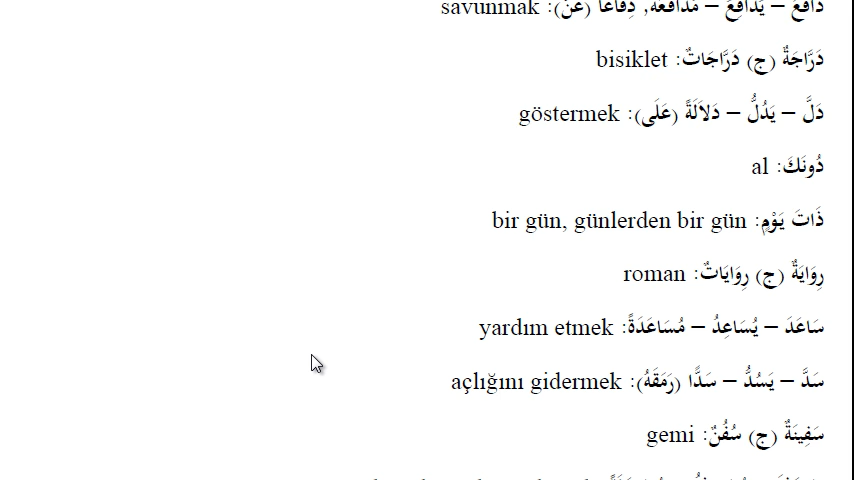 دَافَعَ – يُدَافِعُ – مُدَافَعَةً, دِفَاعًا (عَنْ): savunmak
دَرَّاجَةٌ (ج) دَرَّاجَاتٌ: bisiklet
دَلَّ – يَدُلُّ – دَلاَلَةً (عَلَى): göstermek
دُونَكَ: al
ذَاتَ يَوْمٍ: bir gün, günlerden bir gün
رِوَايَةٌ (ج) رِوَايَاتٌ: roman
سَاعَدَ – يُسَاعِدُ – مُسَاعَدَةً: yardım etmek
سَدَّ – يَسُدُّ – سَدًّا (رَمَقَهُ): açlığını gidermek
سَفِينَةٌ (ج) سُفُنٌ: gemi